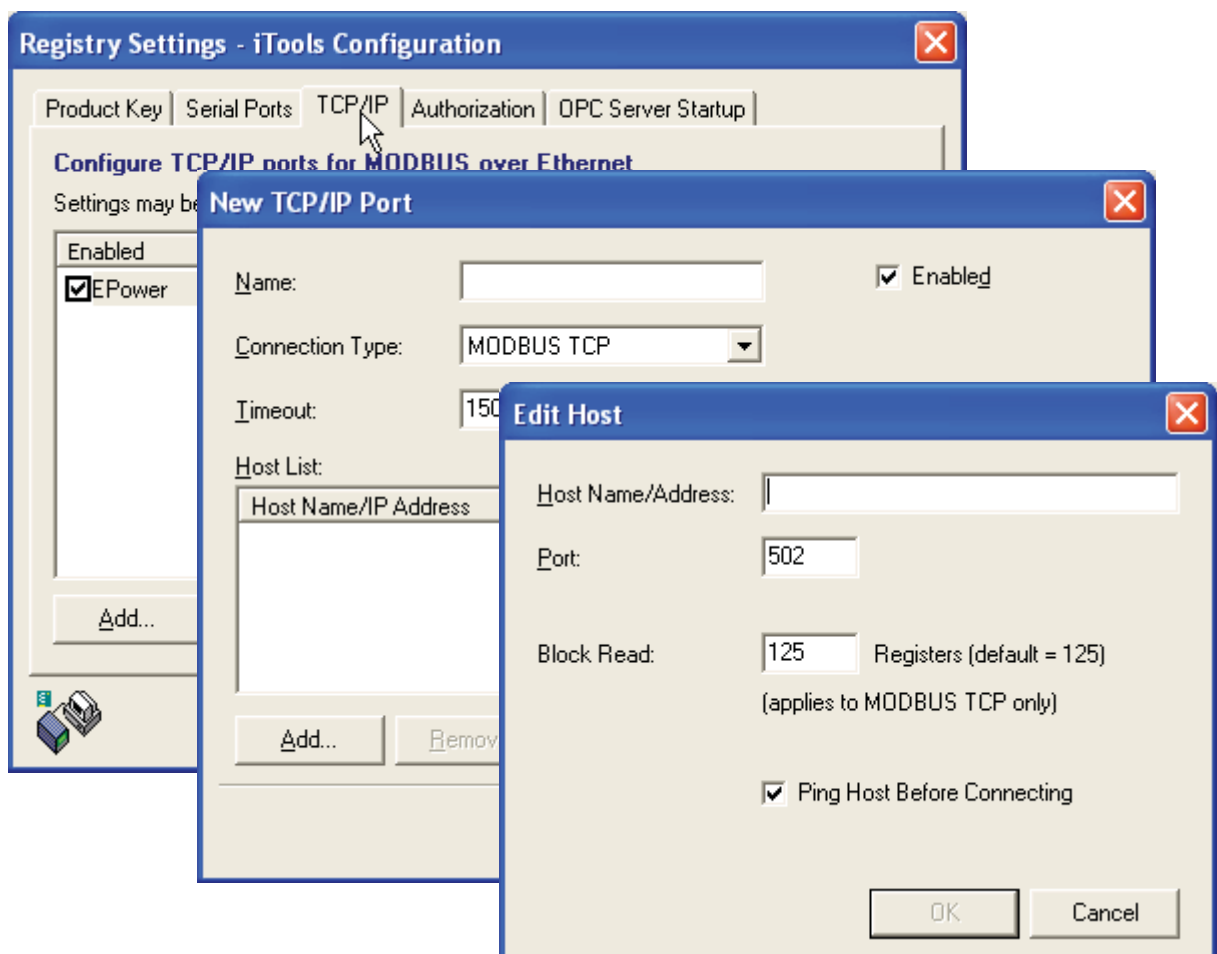 Registry Settings - iTools Configuration
Product Key Serial Ports TCP/IP Authorization OPC Server Startup
Configure TCP/IP ports for MODBUS over Ethernet
Settings may be
Enabled
EPower
Add...
New TCP/IP Port
Name:
Enabled
Connection Type: MODBUS TCP
Timeout: 150
Host List:
Host Name/IP Address
Add... Remov
Edit Host
Host Name/Address:
Port: 502
Block Read: 125 Registers (default = 125)
(applies to MODBUS TCP only)
Ping Host Before Connecting
OK Cancel